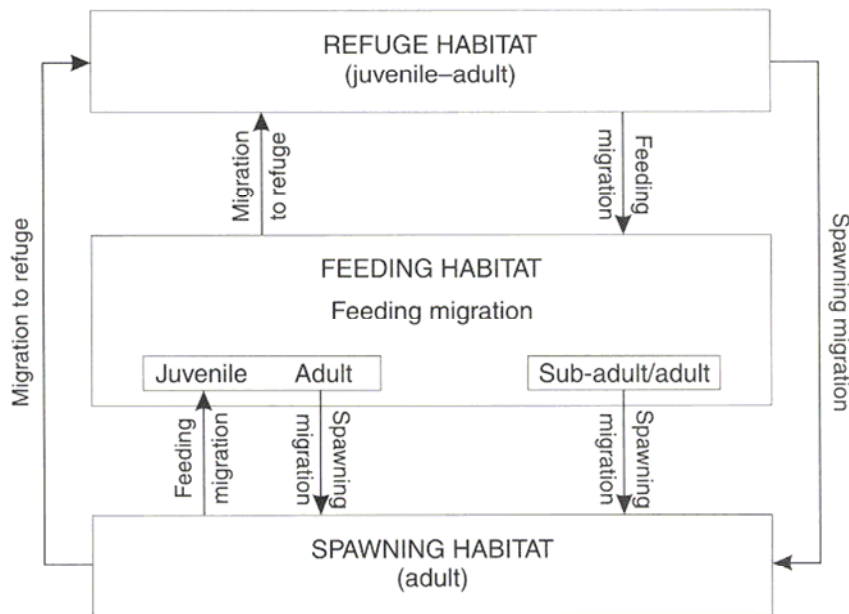 REFUGE HABITAT
(juvenile–adult)
Migration
to refuge
Feeding
migration
Migration to refuge
Spawning migration
FEEDING HABITAT
Feeding migration
Juvenile
Adult
Sub-adult/adult
Feeding
migration
Spawning
migration
Spawning
migration
SPAWNING HABITAT
(adult)